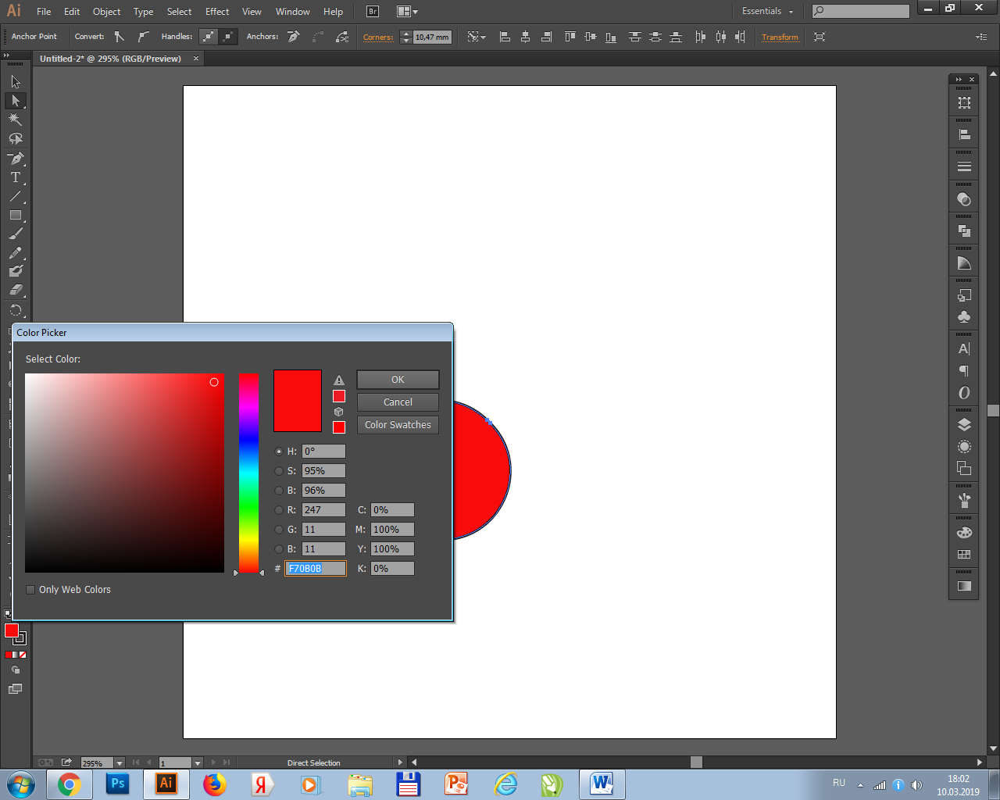 Ai File Edit Object Type Select Effect View Window Help Br Essentials
Anchor Point Convert: Handles: Anchors: Corners: 10,47 mm Transform
Untitled-2* @ 295% (RGB/Preview) ×
Color Picker
Select Color:
OK
Cancel
Color Swatches
H: 0°
S: 95%
B: 96%
R: 247 C: 0%
G: 11 M: 100%
B: 11 Y: 100%
# F70B0B K: 0%
Only Web Colors
295% 1 Direct Selection
Ps Ai Я W RU
18:02
10.03.2019